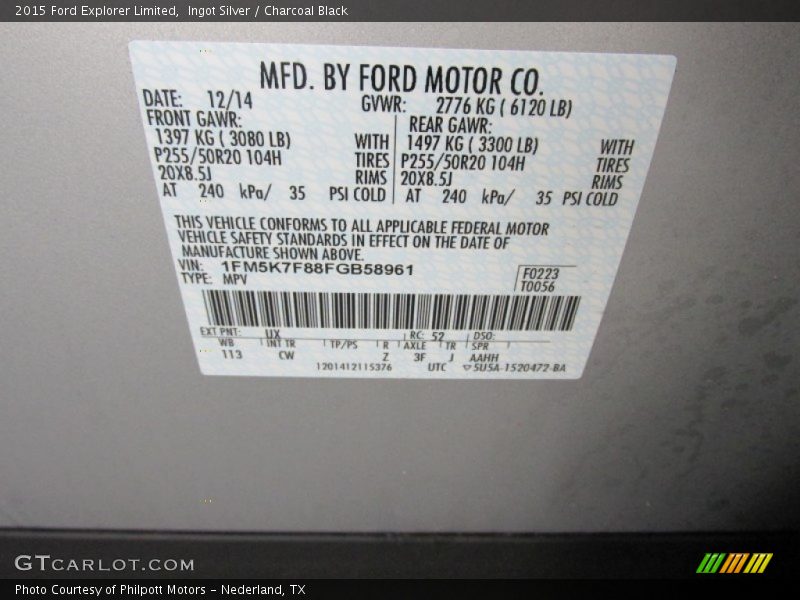 2015 Ford Explorer Limited,  Ingot Silver / Charcoal Black
MFD. BY FORD MOTOR CO.
DATE: 12/14 GVWR: 2776 KG ( 6120 LB)
FRONT GAWR: REAR GAWR:
1397 KG ( 3080 LB) WITH 1497 KG ( 3300 LB) WITH
P255/50R20 104H TIRES P255/50R20 104H TIRES
20X8.5J RIMS 20X8.5J RIMS
AT 240 kPa/ 35 PSI COLD AT 240 kPa/ 35 PSI COLD
THIS VEHICLE CONFORMS TO ALL APPLICABLE FEDERAL MOTOR
VEHICLE SAFETY STANDARDS IN EFFECT ON THE DATE OF
MANUFACTURE SHOWN ABOVE.
VIN: 1FM5K7F88FGB58961 F0223
TYPE: MPV T0056
EXT PNT: UX RC: 52 DSO:
WB INT TR TP/PS R AXLE TR SPR
113 CW Z 3F J AAHH
1201412115376 UTC ▽5U5A-1520472-BA
GTCARLOT.COM
Photo Courtesy of Philpott Motors - Nederland, TX